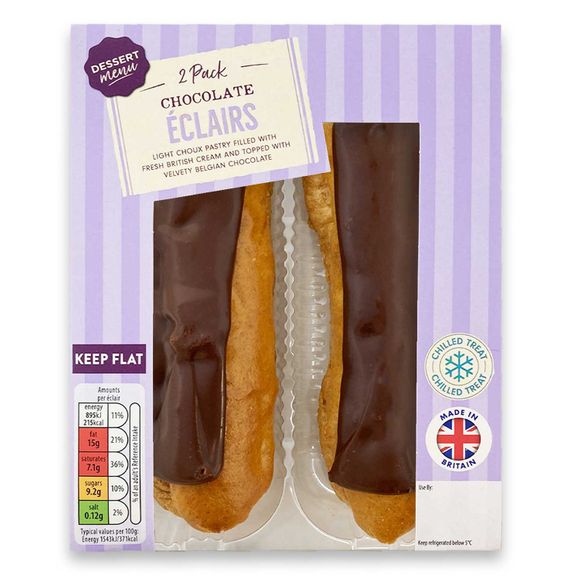 DESSERT
menu
2 Pack
CHOCOLATE
ÉCLAIRS
LIGHT CHOUX PASTRY FILLED WITH
FRESH BRITISH CREAM AND TOPPED WITH
VELVETY BELGIAN CHOCOLATE
KEEP FLAT
Amounts
per éclair
energy
895kJ
215kcal
11%
fat
15g
21%
saturates
7.1g
36%
sugars
9.2g
10%
salt
0.12g
2%
% of an adult's Reference Intake
Typical values per 100g:
Energy 1543kJ/371kcal
CHILLED TREAT
CHILLED TREAT
MADE IN
BRITAIN
Use By:
Keep refrigerated below 5°C